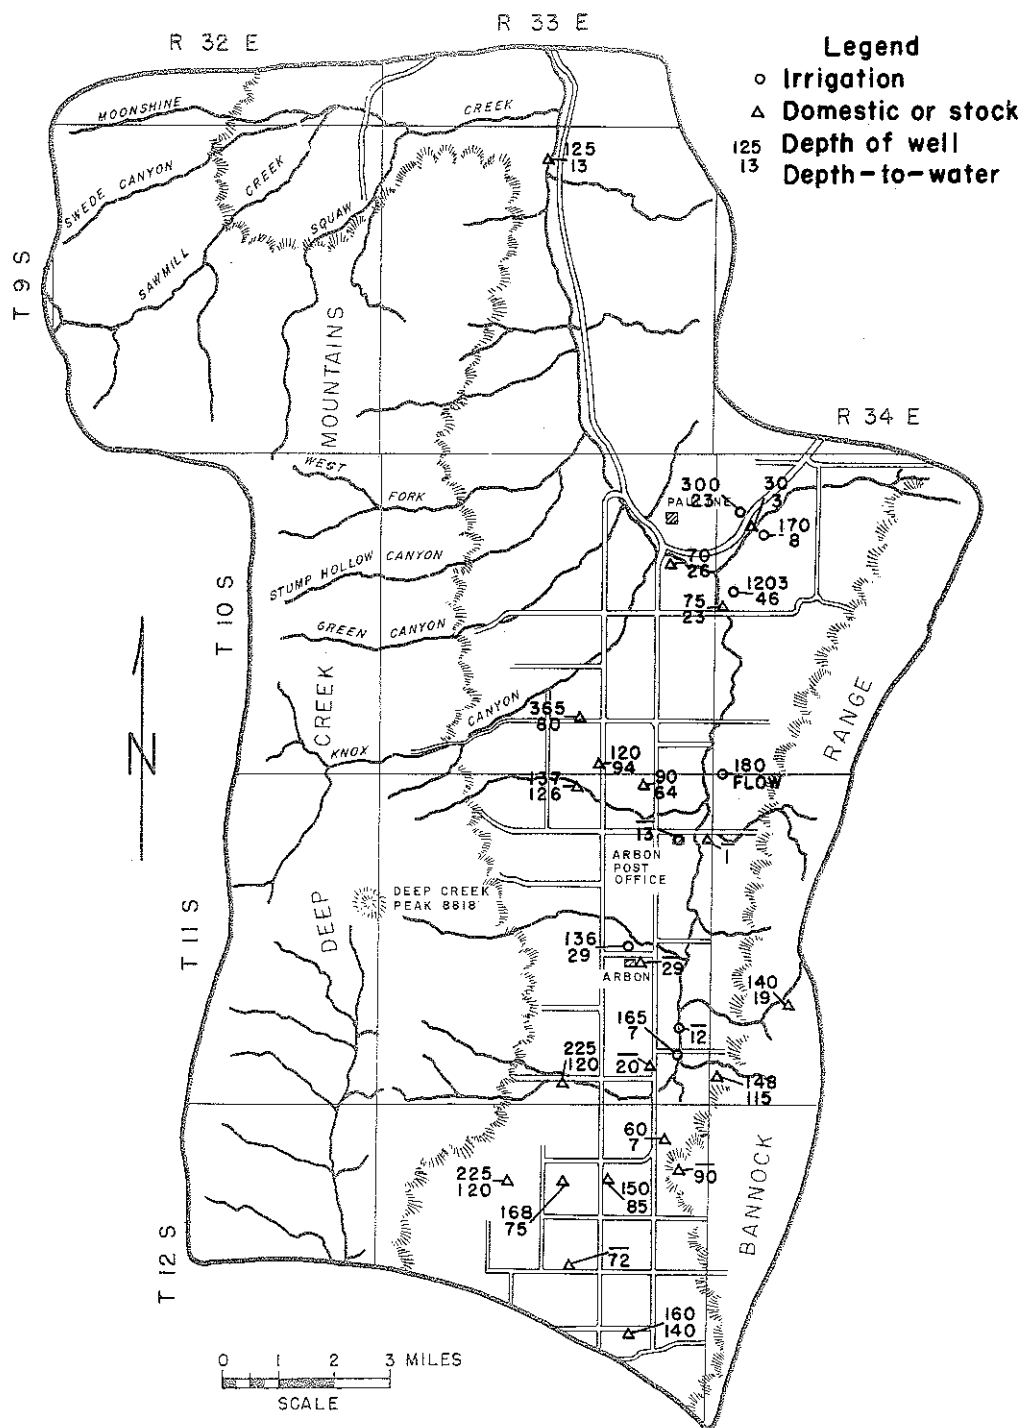 R 32 E
R 33 E
Legend
Irrigation
Domestic or stock
125 Depth of well
13 Depth-to-water
MOONSHINE CREEK
SWEDE CANYON
SAWMILL CREEK
SQUAW
125
13
T 9 S
MOUNTAINS
R 34 E
WEST FORK
300
23
PAULINE
30
3
170
8
70
26
1203
46
75
23
STUMP HOLLOW CANYON
GREEN CANYON
T 10 S
N
CREEK
RANGE
KNOX CANYON
365
80
120
94
137
126
90
64
180
FLOW
13
1
ARBON
POST
OFFICE
DEEP CREEK
PEAK 8818
DEEP
T 11 S
136
29
29
ARBON
140
19
12
165
7
20
225
120
148
115
60
7
90
225
120
168
75
150
85
BANNOCK
T 12 S
72
160
140
0 1 2 3 MILES
SCALE